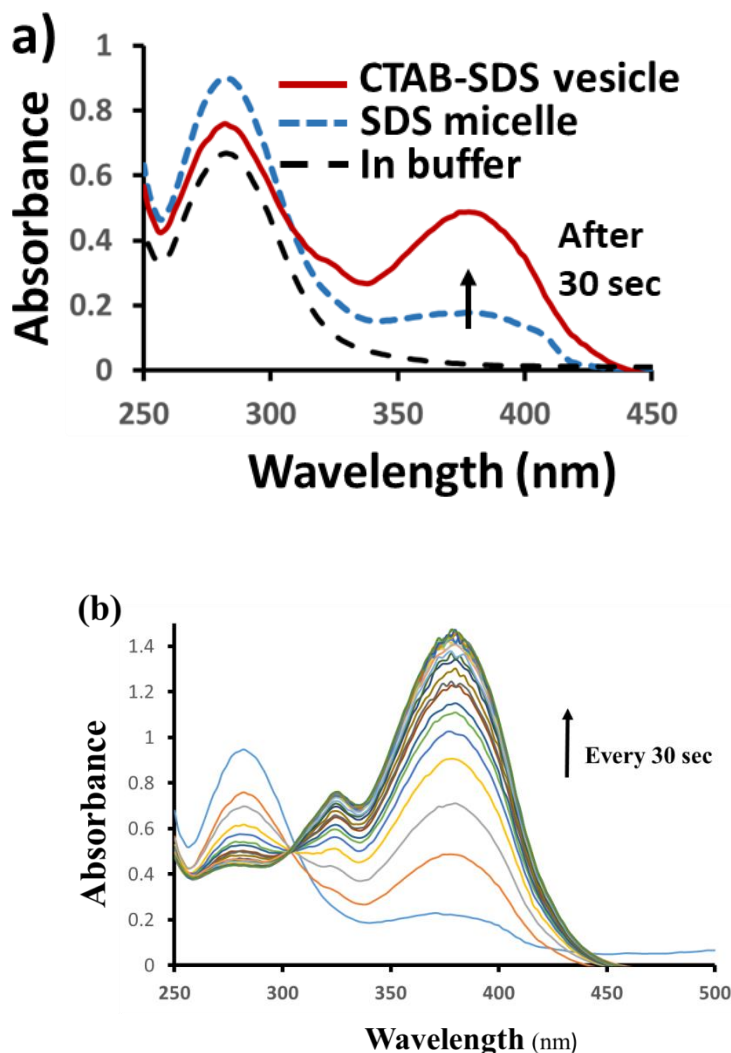 a)
1
CTAB-SDS vesicle
0.8
SDS micelle
In buffer
0.6
0.4
After
30 sec
0.2
0
250 300 350 400 450
Absorbance
Wavelength (nm)
(b)
1.4
1.2
1
Every 30 sec
0.8
0.6
0.4
0.2
0
250 300 350 400 450 500
Absorbance
Wavelength (nm)